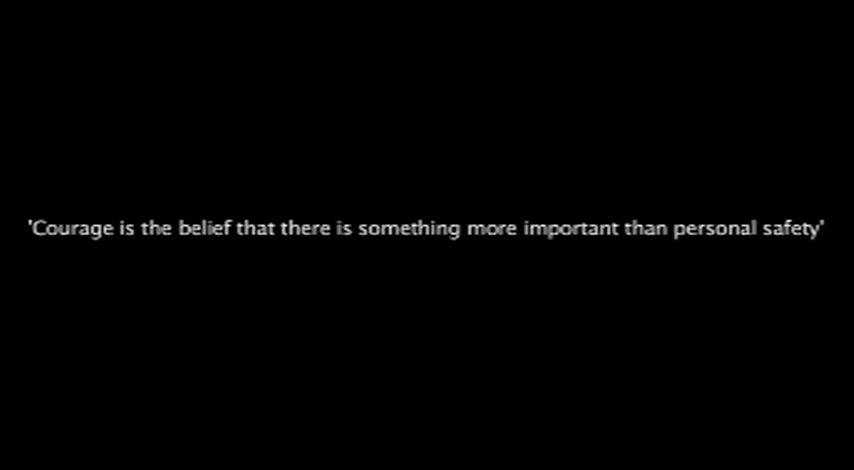 'Courage is the belief that there is something more important than personal safety'